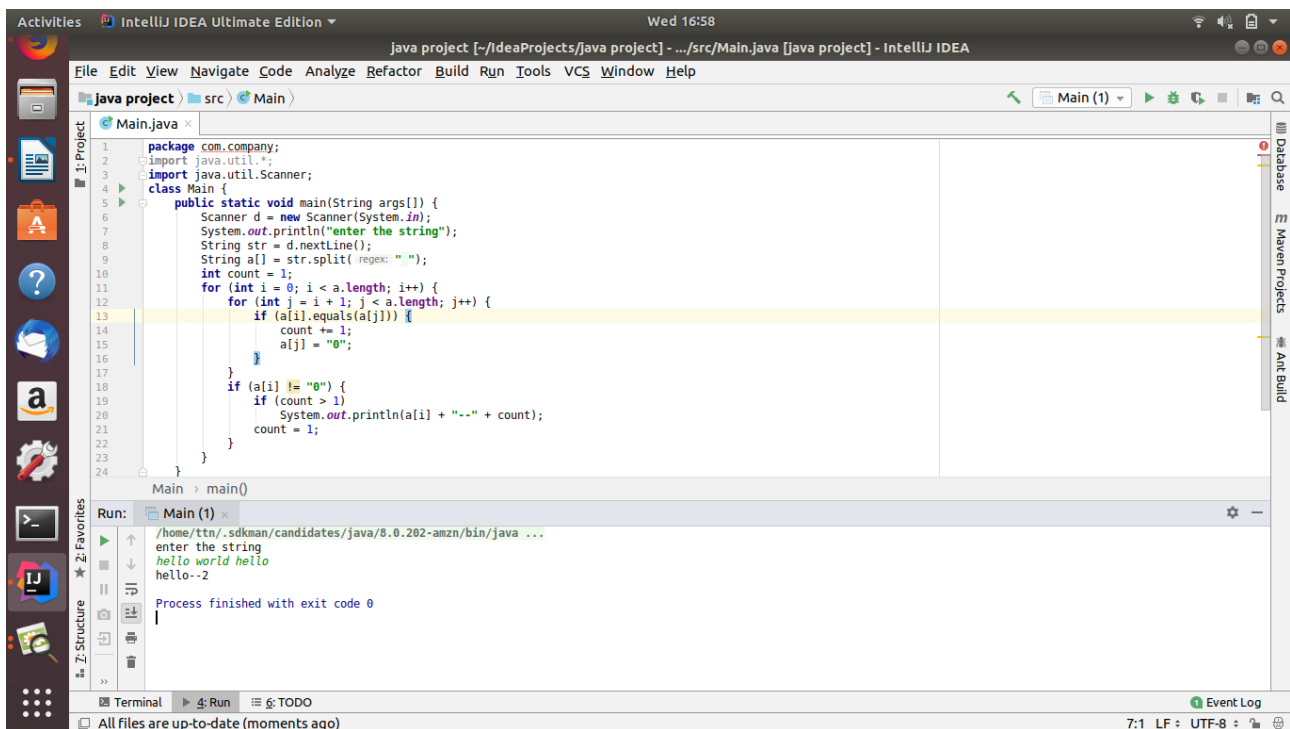 Activities IntelliJ IDEA Ultimate Edition Wed 16:58
java project [~/IdeaProjects/java project] - .../src/Main.java [java project] - IntelliJ IDEA
File Edit View Navigate Code Analyze Refactor Build Run Tools VCS Window Help
java project src Main Main (1)
Main.java
1: Project
1 package com.company;
2 import java.util.*;
3 import java.util.Scanner;
4 class Main {
5 public static void main(String args[]) {
6 Scanner d = new Scanner(System.in);
7 System.out.println("enter the string");
8 String str = d.nextLine();
9 String a[] = str.split( regex: " ");
10 int count = 1;
11 for (int i = 0; i < a.length; i++) {
12 for (int j = i + 1; j < a.length; j++) {
13 if (a[i].equals(a[j])) {
14 count += 1;
15 a[j] = "0";
16 }
17 }
18 if (a[i] != "0") {
19 if (count > 1)
20 System.out.println(a[i] + "--" + count);
21 count = 1;
22 }
23 }
24 }
Database
m Maven Projects
Ant Build
Main › main()
Run: Main (1)
2: Favorites
7: Structure
/home/ttn/.sdkman/candidates/java/8.0.202-amzn/bin/java ...
enter the string
hello world hello
hello--2
Process finished with exit code 0
Terminal 4: Run 6: TODO 1 Event Log
All files are up-to-date (moments ago) 7:1 LF UTF-8